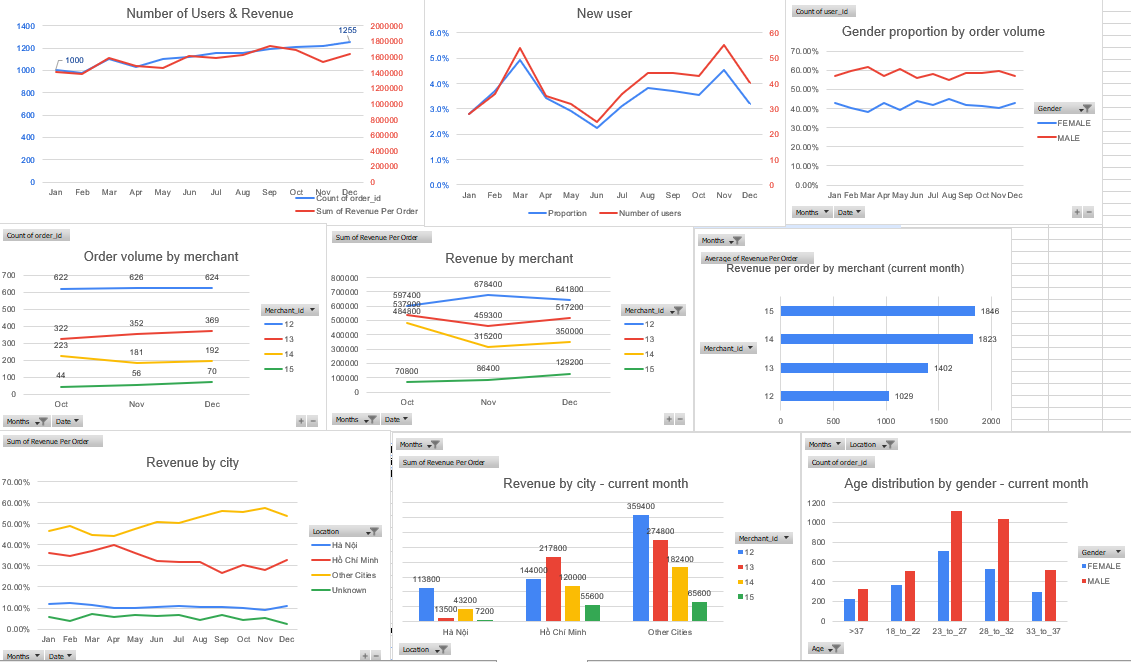 Number of Users & Revenue
1400
1200
1000
800
600
400
200
0
1000
1255
2000000
1800000
1600000
1400000
1200000
1000000
800000
600000
400000
200000
0
Jan Feb Mar Apr May Jun Jul Aug Sep Oct Nov Dec
Count of order_id
Sum of Revenue Per Order
New user
6.0%
5.0%
4.0%
3.0%
2.0%
1.0%
0.0%
60
50
40
30
20
10
0
Jan Feb Mar Apr May Jun Jul Aug Sep Oct Nov Dec
Proportion Number of users
Count of user_id
Gender proportion by order volume
70.00%
60.00%
50.00%
40.00%
30.00%
20.00%
10.00%
0.00%
Jan Feb Mar Apr May Jun Jul Aug Sep Oct Nov Dec
Gender
FEMALE
MALE
Months Date
Count of order_id
Order volume by merchant
700
600
500
400
300
200
100
0
622 626 624
322 352 369
223 181 192
44 56 70
Oct Nov Dec
Merchant_id
12
13
14
15
Months Date
Sum of Revenue Per Order
Revenue by merchant
800000
700000
600000
500000
400000
300000
200000
100000
0
597400 678400 641800
537900 459300 517200
484800 315200 350000
70800 86400 129200
Oct Nov Dec
Merchant_id
12
13
14
15
Months Date
Months
Average of Revenue Per Order
Revenue per order by merchant (current month)
Merchant_id
15 1846
14 1823
13 1402
12 1029
0 500 1000 1500 2000
Sum of Revenue Per Order
Revenue by city
70.00%
60.00%
50.00%
40.00%
30.00%
20.00%
10.00%
0.00%
Jan Feb Mar Apr May Jun Jul Aug Sep Oct Nov Dec
Location
Hà Nội
Hồ Chí Minh
Other Cities
Unknown
Months Date
Months
Sum of Revenue Per Order
Revenue by city - current month
113800 13500 43200 7200
144000 217800 120000 55600
359400 274800 182400 65600
Hà Nội Hồ Chí Minh Other Cities
Merchant_id
12
13
14
15
Location
Months Location
Count of order_id
Age distribution by gender - current month
1200
1000
800
600
400
200
0
>37 18_to_22 23_to_27 28_to_32 33_to_37
Gender
FEMALE
MALE
Age